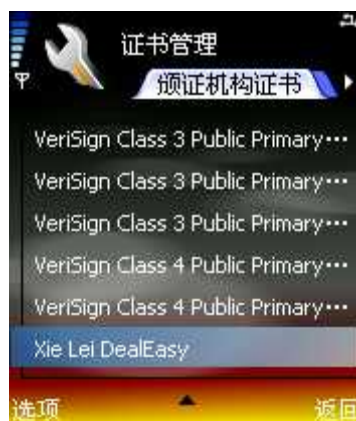 证书管理
颁证机构证书
VeriSign Class 3 Public Primary…
VeriSign Class 3 Public Primary…
VeriSign Class 3 Public Primary…
VeriSign Class 4 Public Primary…
VeriSign Class 4 Public Primary…
Xie Lei DealEasy
选项 返回